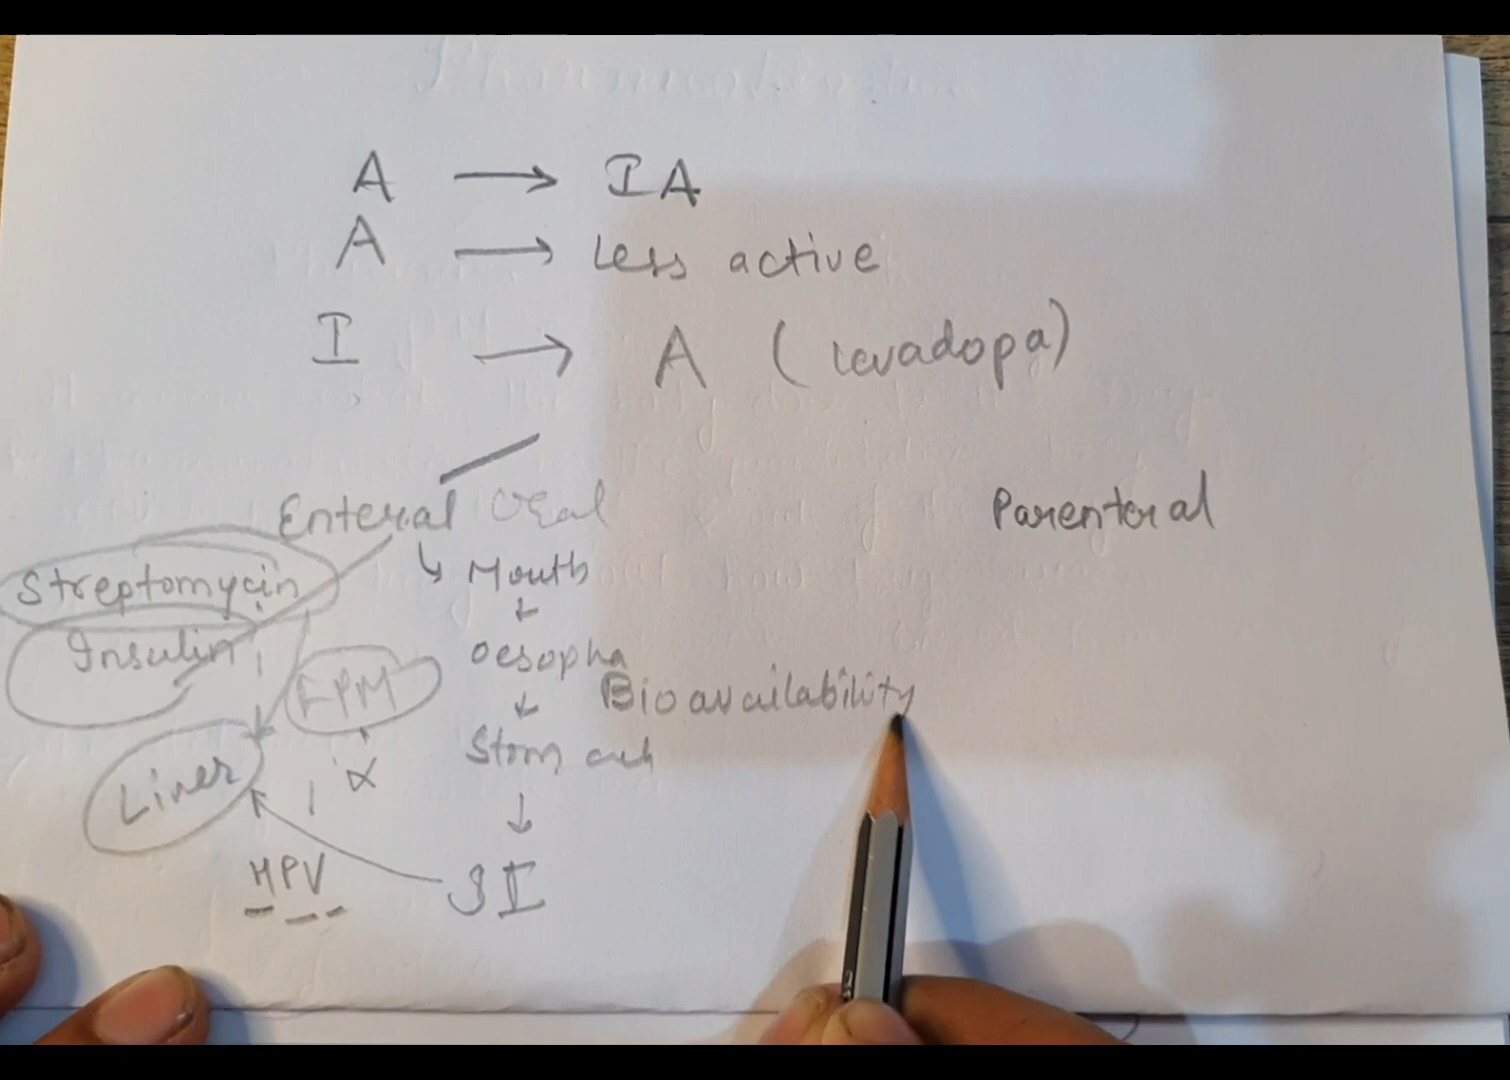 A → IA
A → Less active
I → A (levadopa)
Enteral Oral
Parenteral
Streptomycin
↳ Mouth
↓
Insulin
Oesopha
FPM
↓
Bioavailability
Stomach
Liver
α
↓
HPV
SI